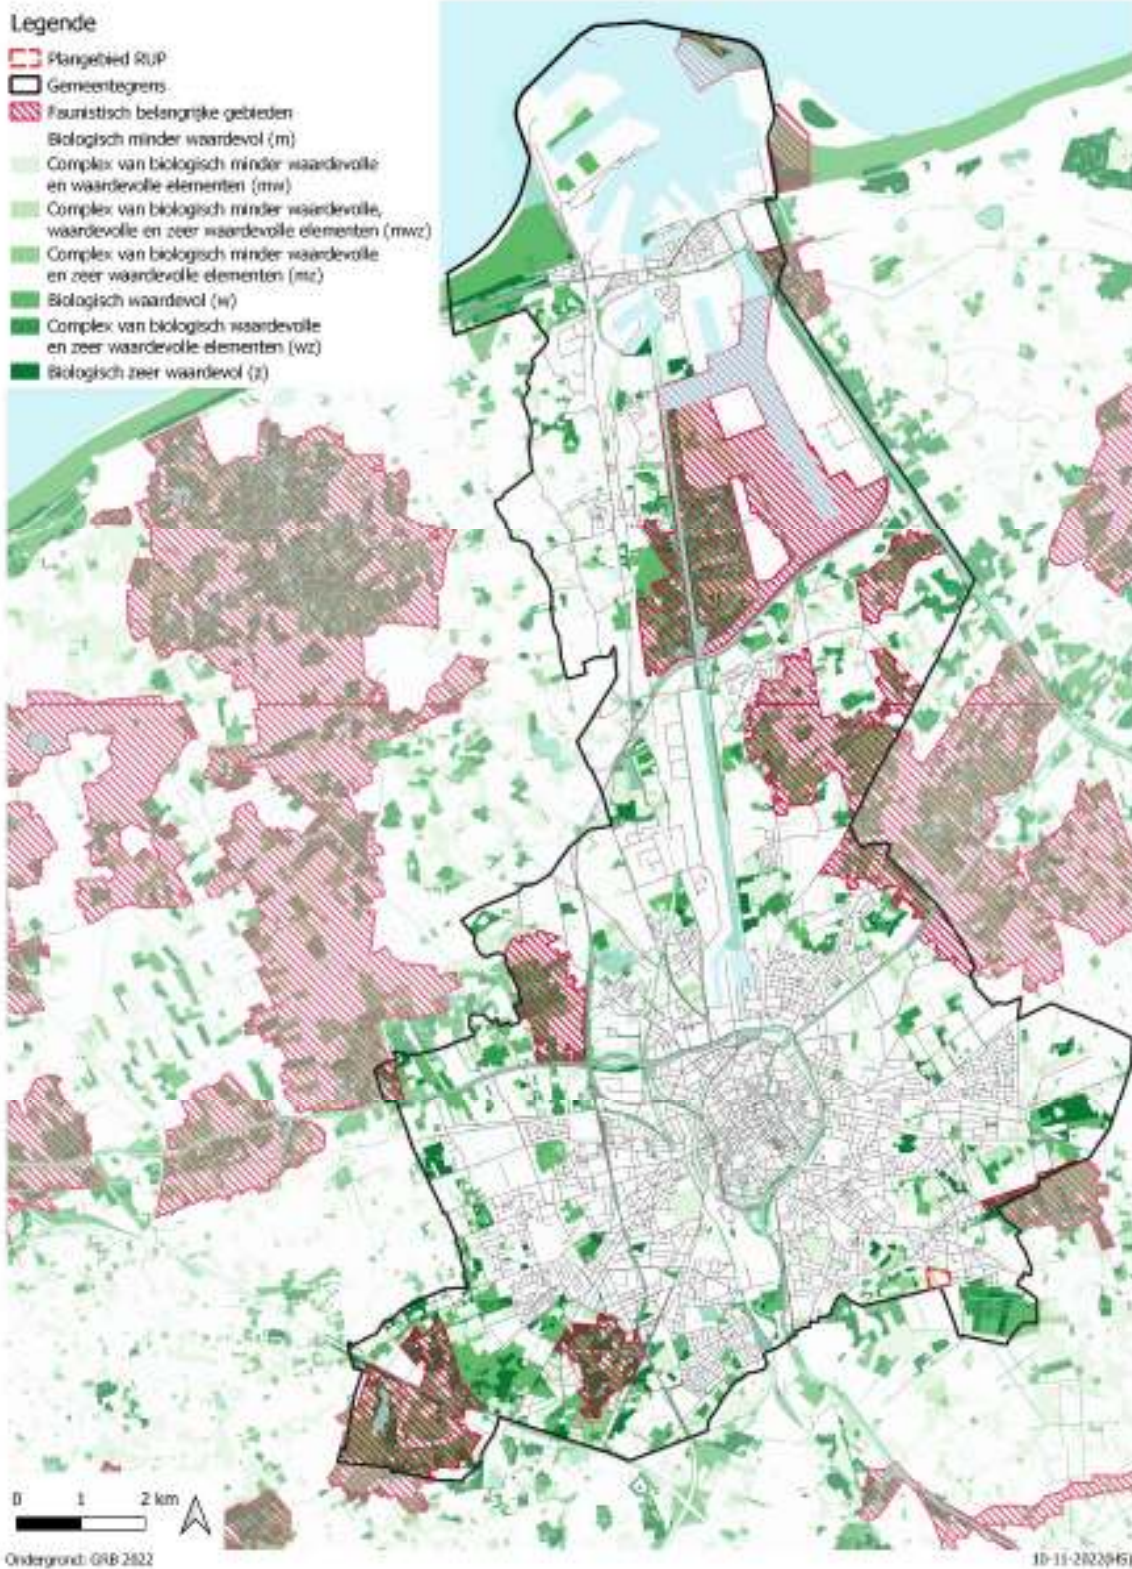 Legende
Plangebied RUP
Gemeentegrens
Faunistisch belangrijke gebieden
Biologisch minder waardevol (m)
Complex van biologisch minder waardevolle
en waardevolle elementen (mw)
Complex van biologisch minder waardevolle,
waardevolle en zeer waardevolle elementen (mwz)
Complex van biologisch minder waardevolle
en zeer waardevolle elementen (mz)
Biologisch waardevol (w)
Complex van biologisch waardevolle
en zeer waardevolle elementen (wz)
Biologisch zeer waardevol (z)
0 1 2 km
Ondergrond: GRB 2022
10-11-2022(HS)